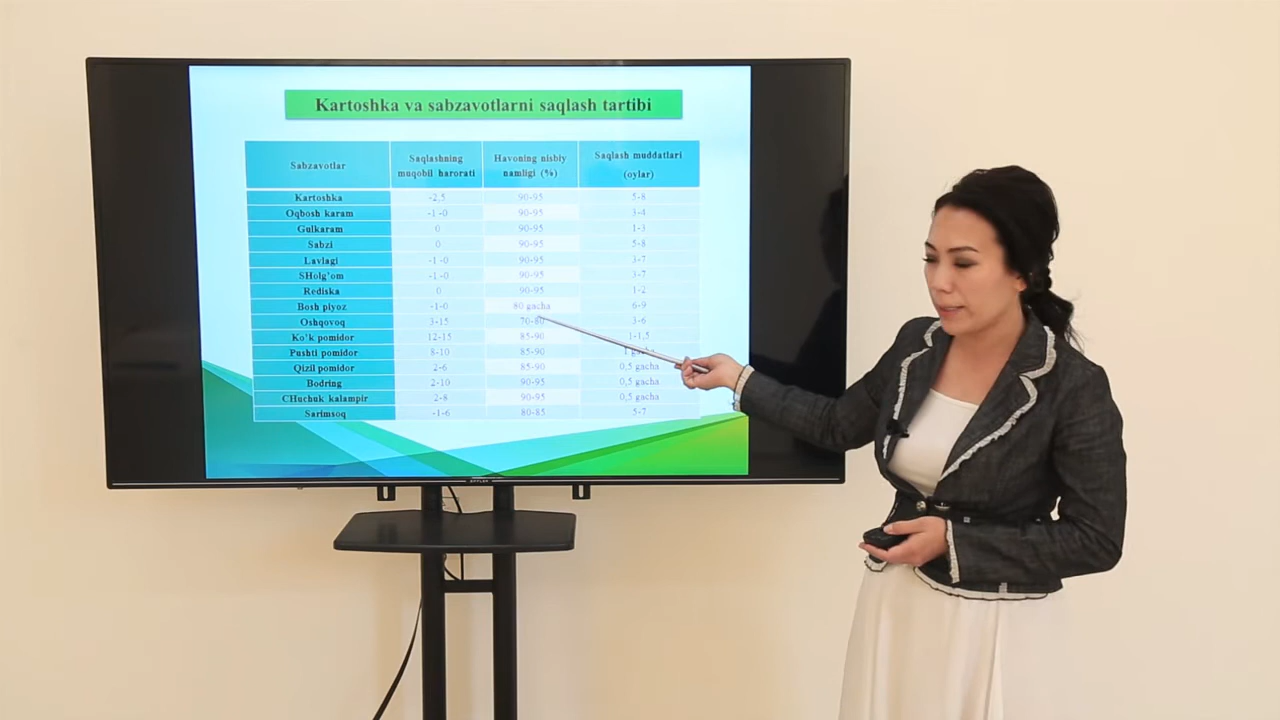 Kartoshka va sabzavotlarni saqlash tartibi
Sabzavotlar Saqlashning muqobil harorati Havoning nisbiy namligi (%) Saqlash muddatlari (oylar)
Kartoshka -2,5 90-95 5-8
Oqbosh karam -1-0 90-95 3-4
Gulkaram 0 90-95 1-3
Sabzi 0 90-95 5-8
Lavlagi -1-0 90-95 3-7
SHolg'om -1-0 90-95 3-7
Rediska 0 90-95 1-2
Bosh piyoz -1-0 80 gacha 6-9
Oshqovoq 3-15 70-80 3-6
Ko'k pomidor 12-15 85-90 1-1,5
Pushti pomidor 8-10 85-90 1 gacha
Qizil pomidor 2-6 85-90 0,5 gacha
Bodring 2-10 90-95 0,5 gacha
CHuchuk kalampir 2-8 90-95 0,5 gacha
Sarimsoq -1-6 80-85 5-7